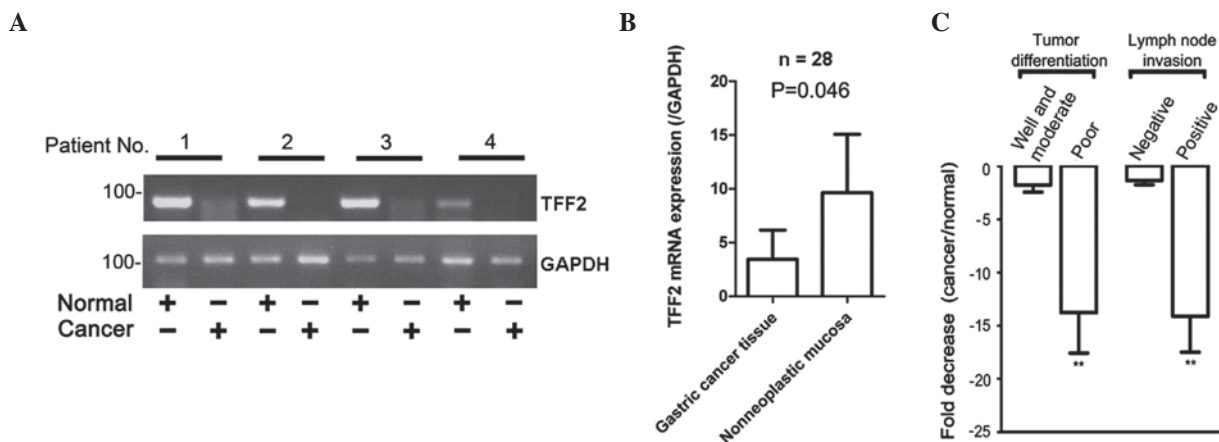 A
Patient No. 1 2 3 4
100- TFF2
100- GAPDH
Normal + - + - + - + -
Cancer - + - + - + - +
B
n = 28
P=0.046
TFF2 mRNA expression (/GAPDH)
20
15
10
5
0
Gastric cancer tissue
Nonneoplastic mucosa
C
Tumor differentiation
Lymph node invasion
Well and moderate
Poor
Negative
Positive
Fold decrease (cancer/normal)
0
-5
-10
-15
-20
-25
**
**